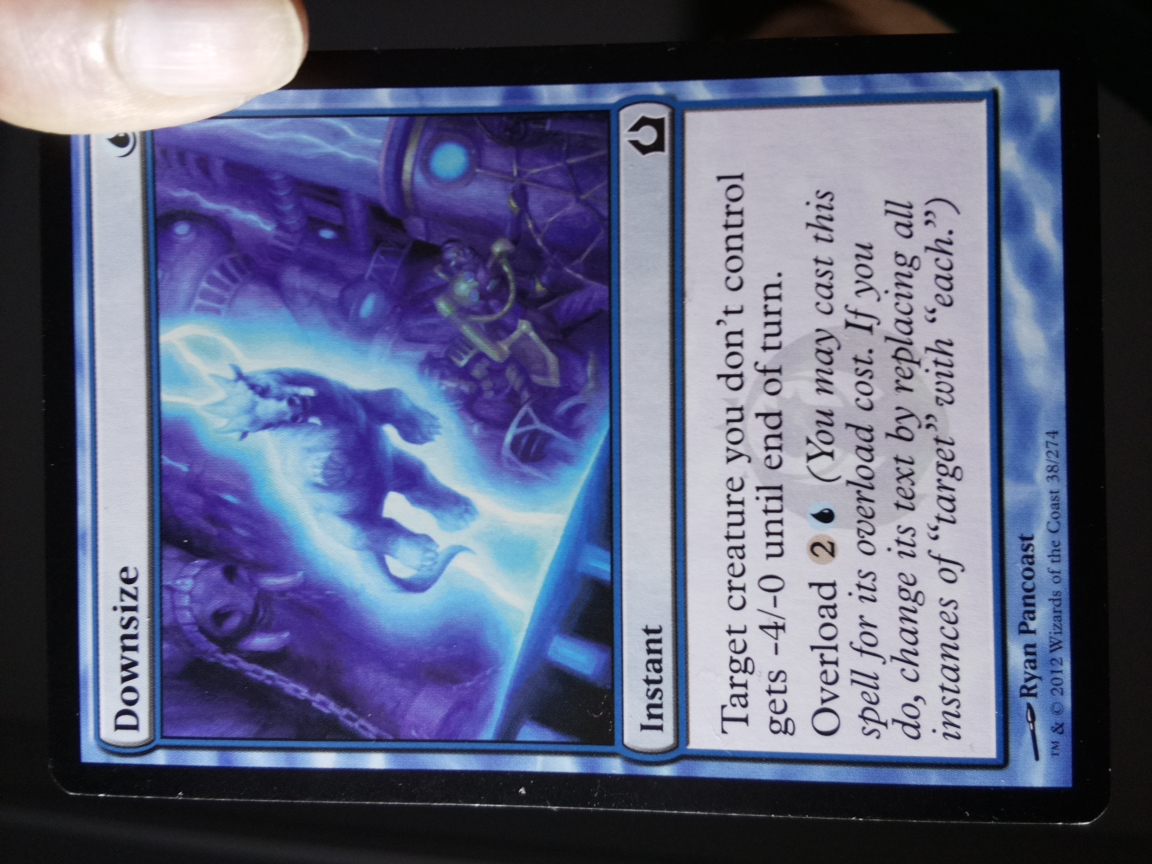 Downsize
Instant
Target creature you don't control
gets -4/-0 until end of turn.
Overload 2 (You may cast this
spell for its overload cost. If you
do, change its text by replacing all
instances of “target” with “each.”)
Ryan Pancoast
™ & © 2012 Wizards of the Coast 38/274